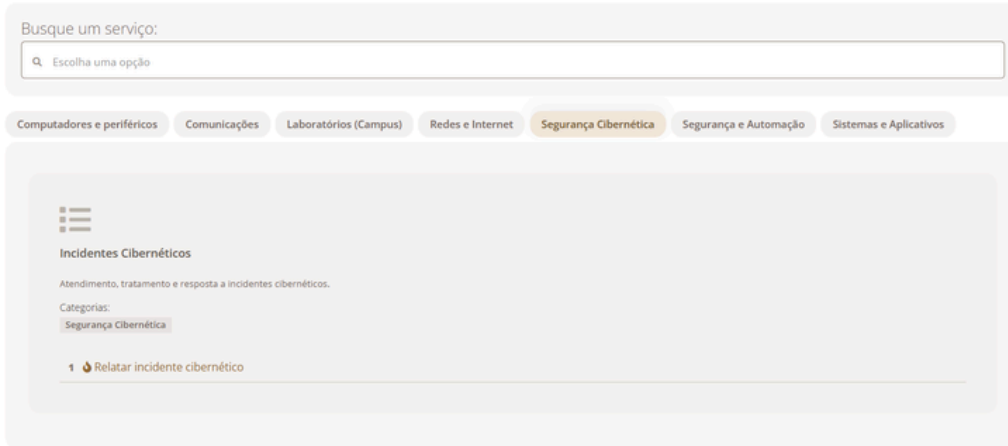 Busque um serviço:
Escolha uma opção
Computadores e periféricos Comunicações Laboratórios (Campus) Redes e Internet Segurança Cibernética Segurança e Automação Sistemas e Aplicativos
Incidentes Cibernéticos
Atendimento, tratamento e resposta a incidentes cibernéticos.
Categorias:
Segurança Cibernética
1 Relatar incidente cibernético